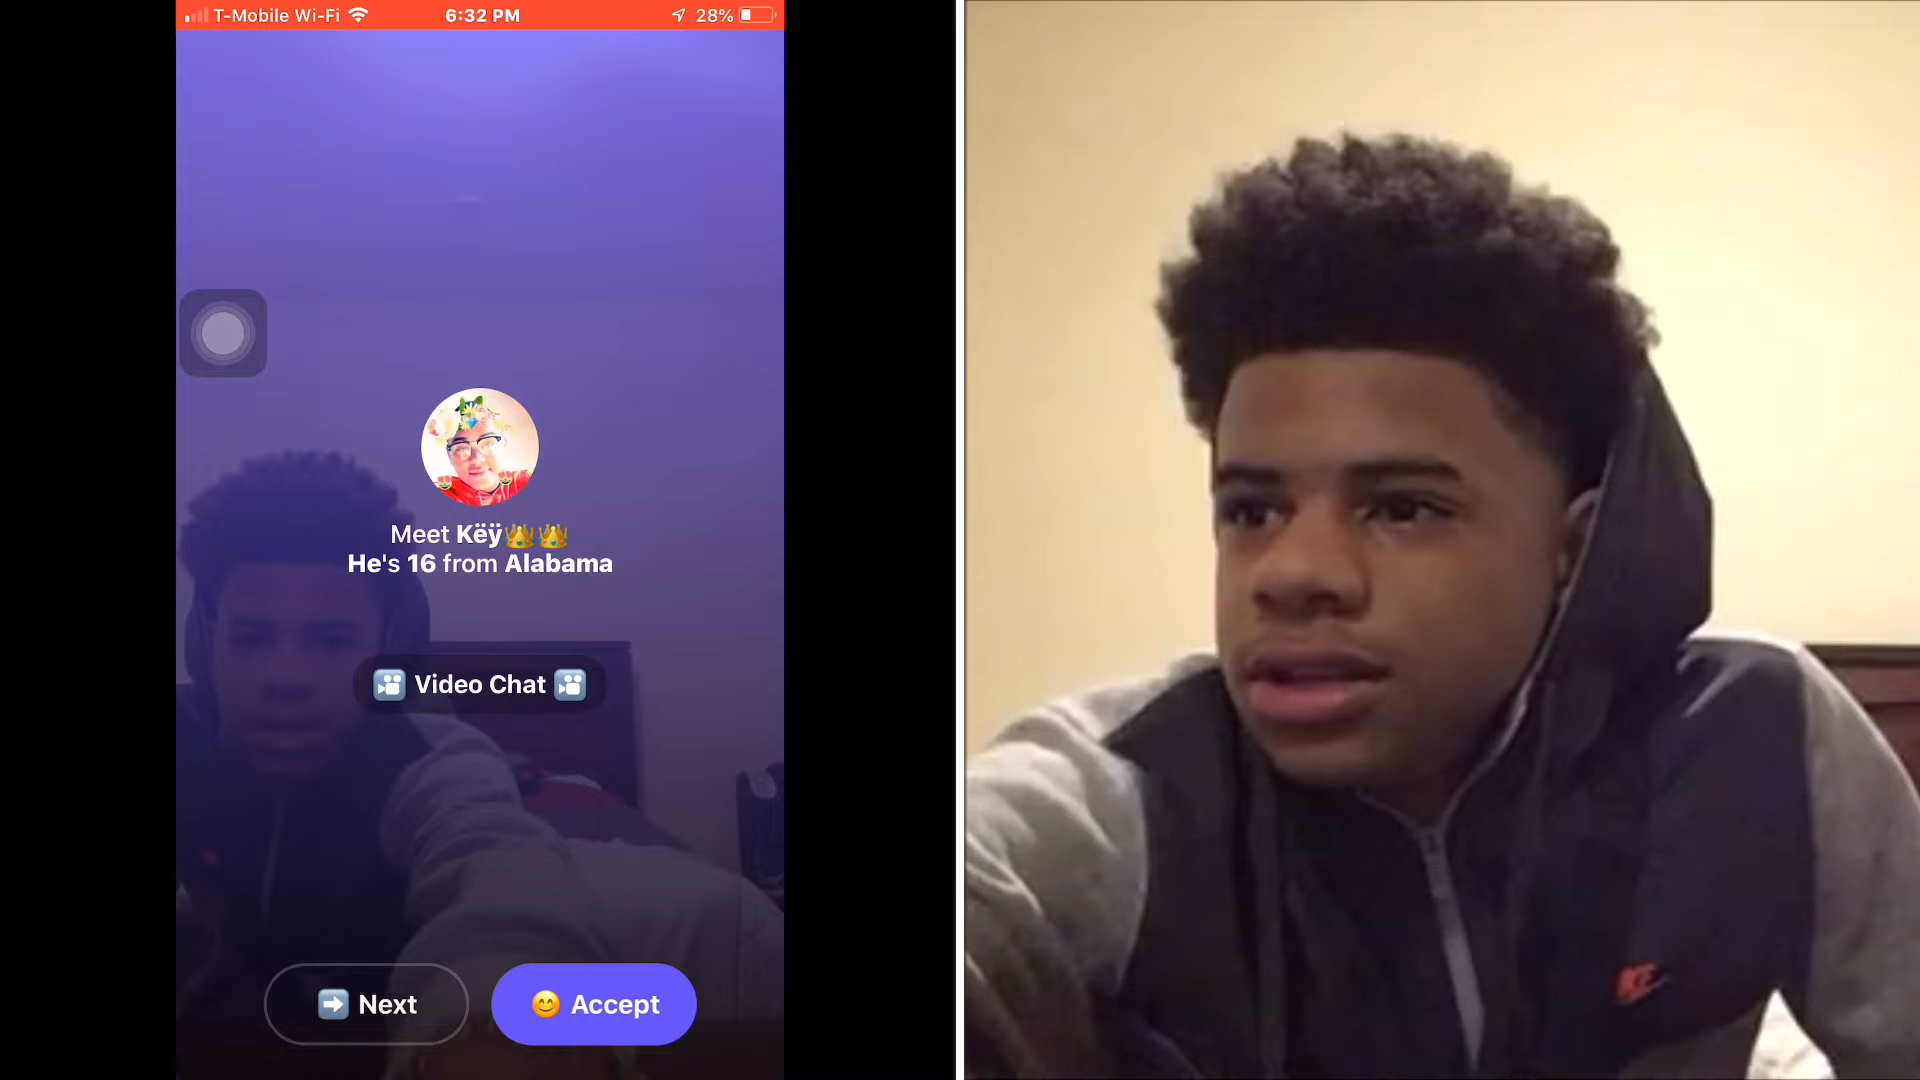 T-Mobile Wi-Fi 6:32 PM 28%
Meet Këÿ👑👑
He's 16 from Alabama
🎦 Video Chat 🎦
➡️ Next
😊 Accept